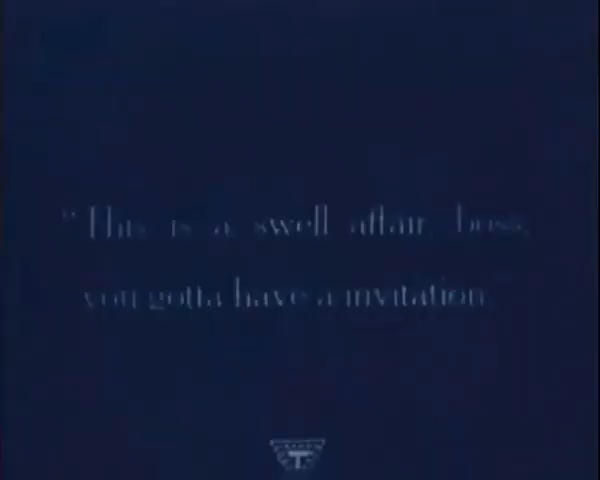 "This is a swell affair, boss,
you gotta have a invitation.